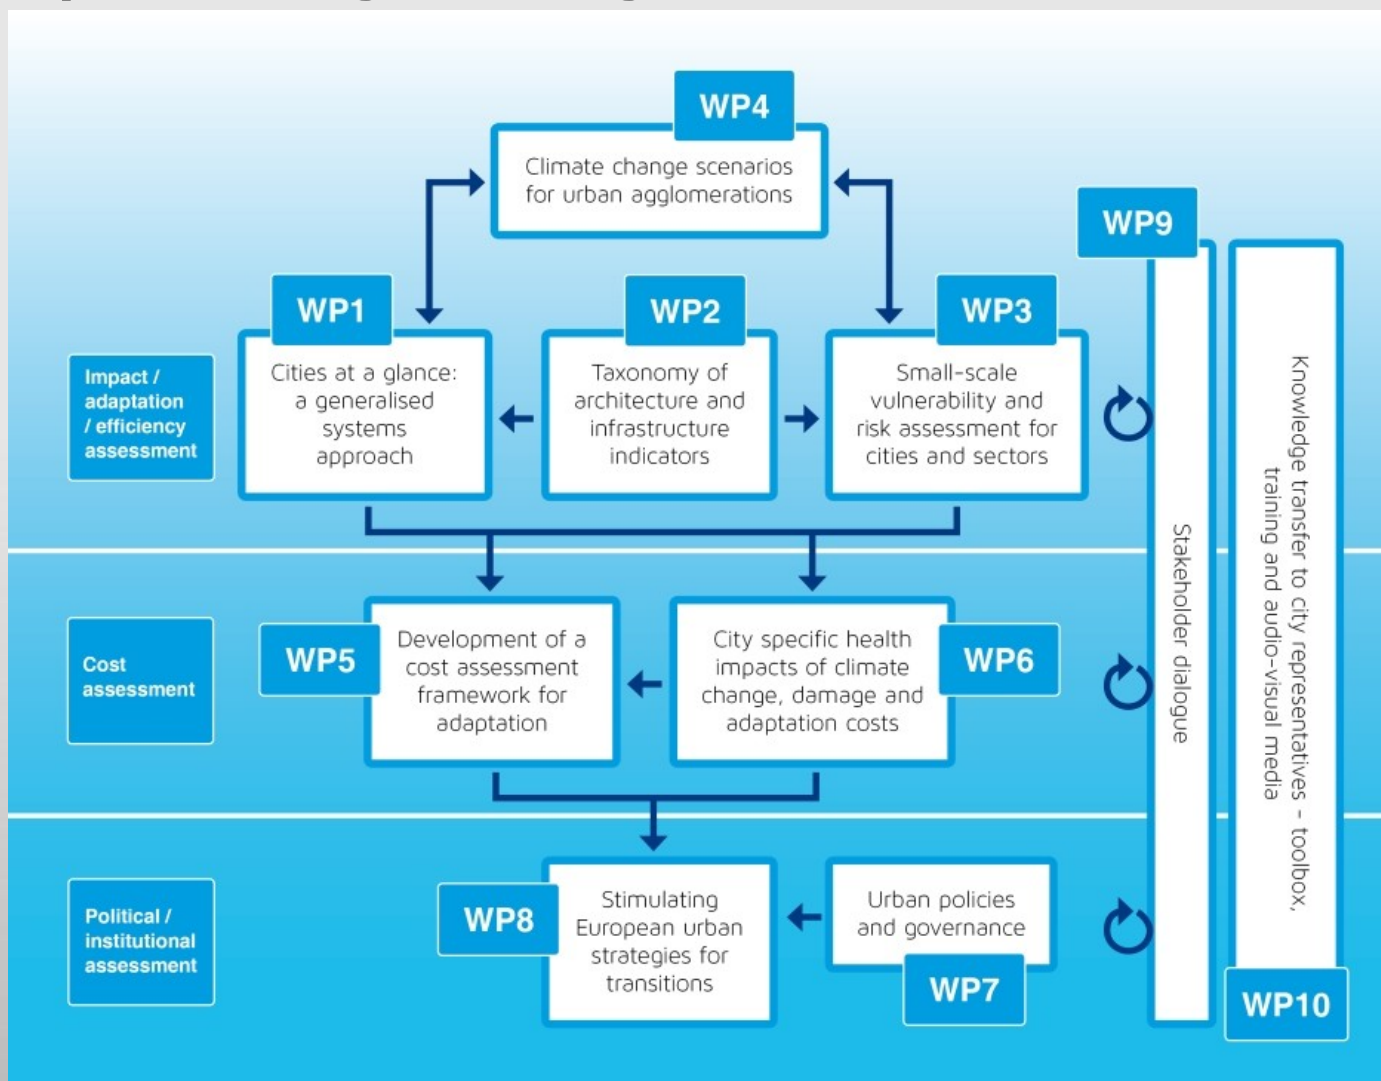 WP4
Climate change scenarios
for urban agglomerations
WP9
WP1
WP2
WP3
Impact /
adaptation
/ efficiency
assessment
Cities at a glance:
a generalised
systems
approach
Taxonomy of
architecture and
infrastructure
indicators
Small-scale
vulnerability and
risk assessment for
cities and sectors
Stakeholder dialogue
Knowledge transfer to city representatives – toolbox,
training and audio-visual media
Cost
assessment
WP5
Development of a
cost assessment
framework for
adaptation
City specific health
impacts of climate
change, damage and
adaptation costs
WP6
Political /
institutional
assessment
WP8
Stimulating
European urban
strategies for
transitions
Urban policies
and governance
WP7
WP10